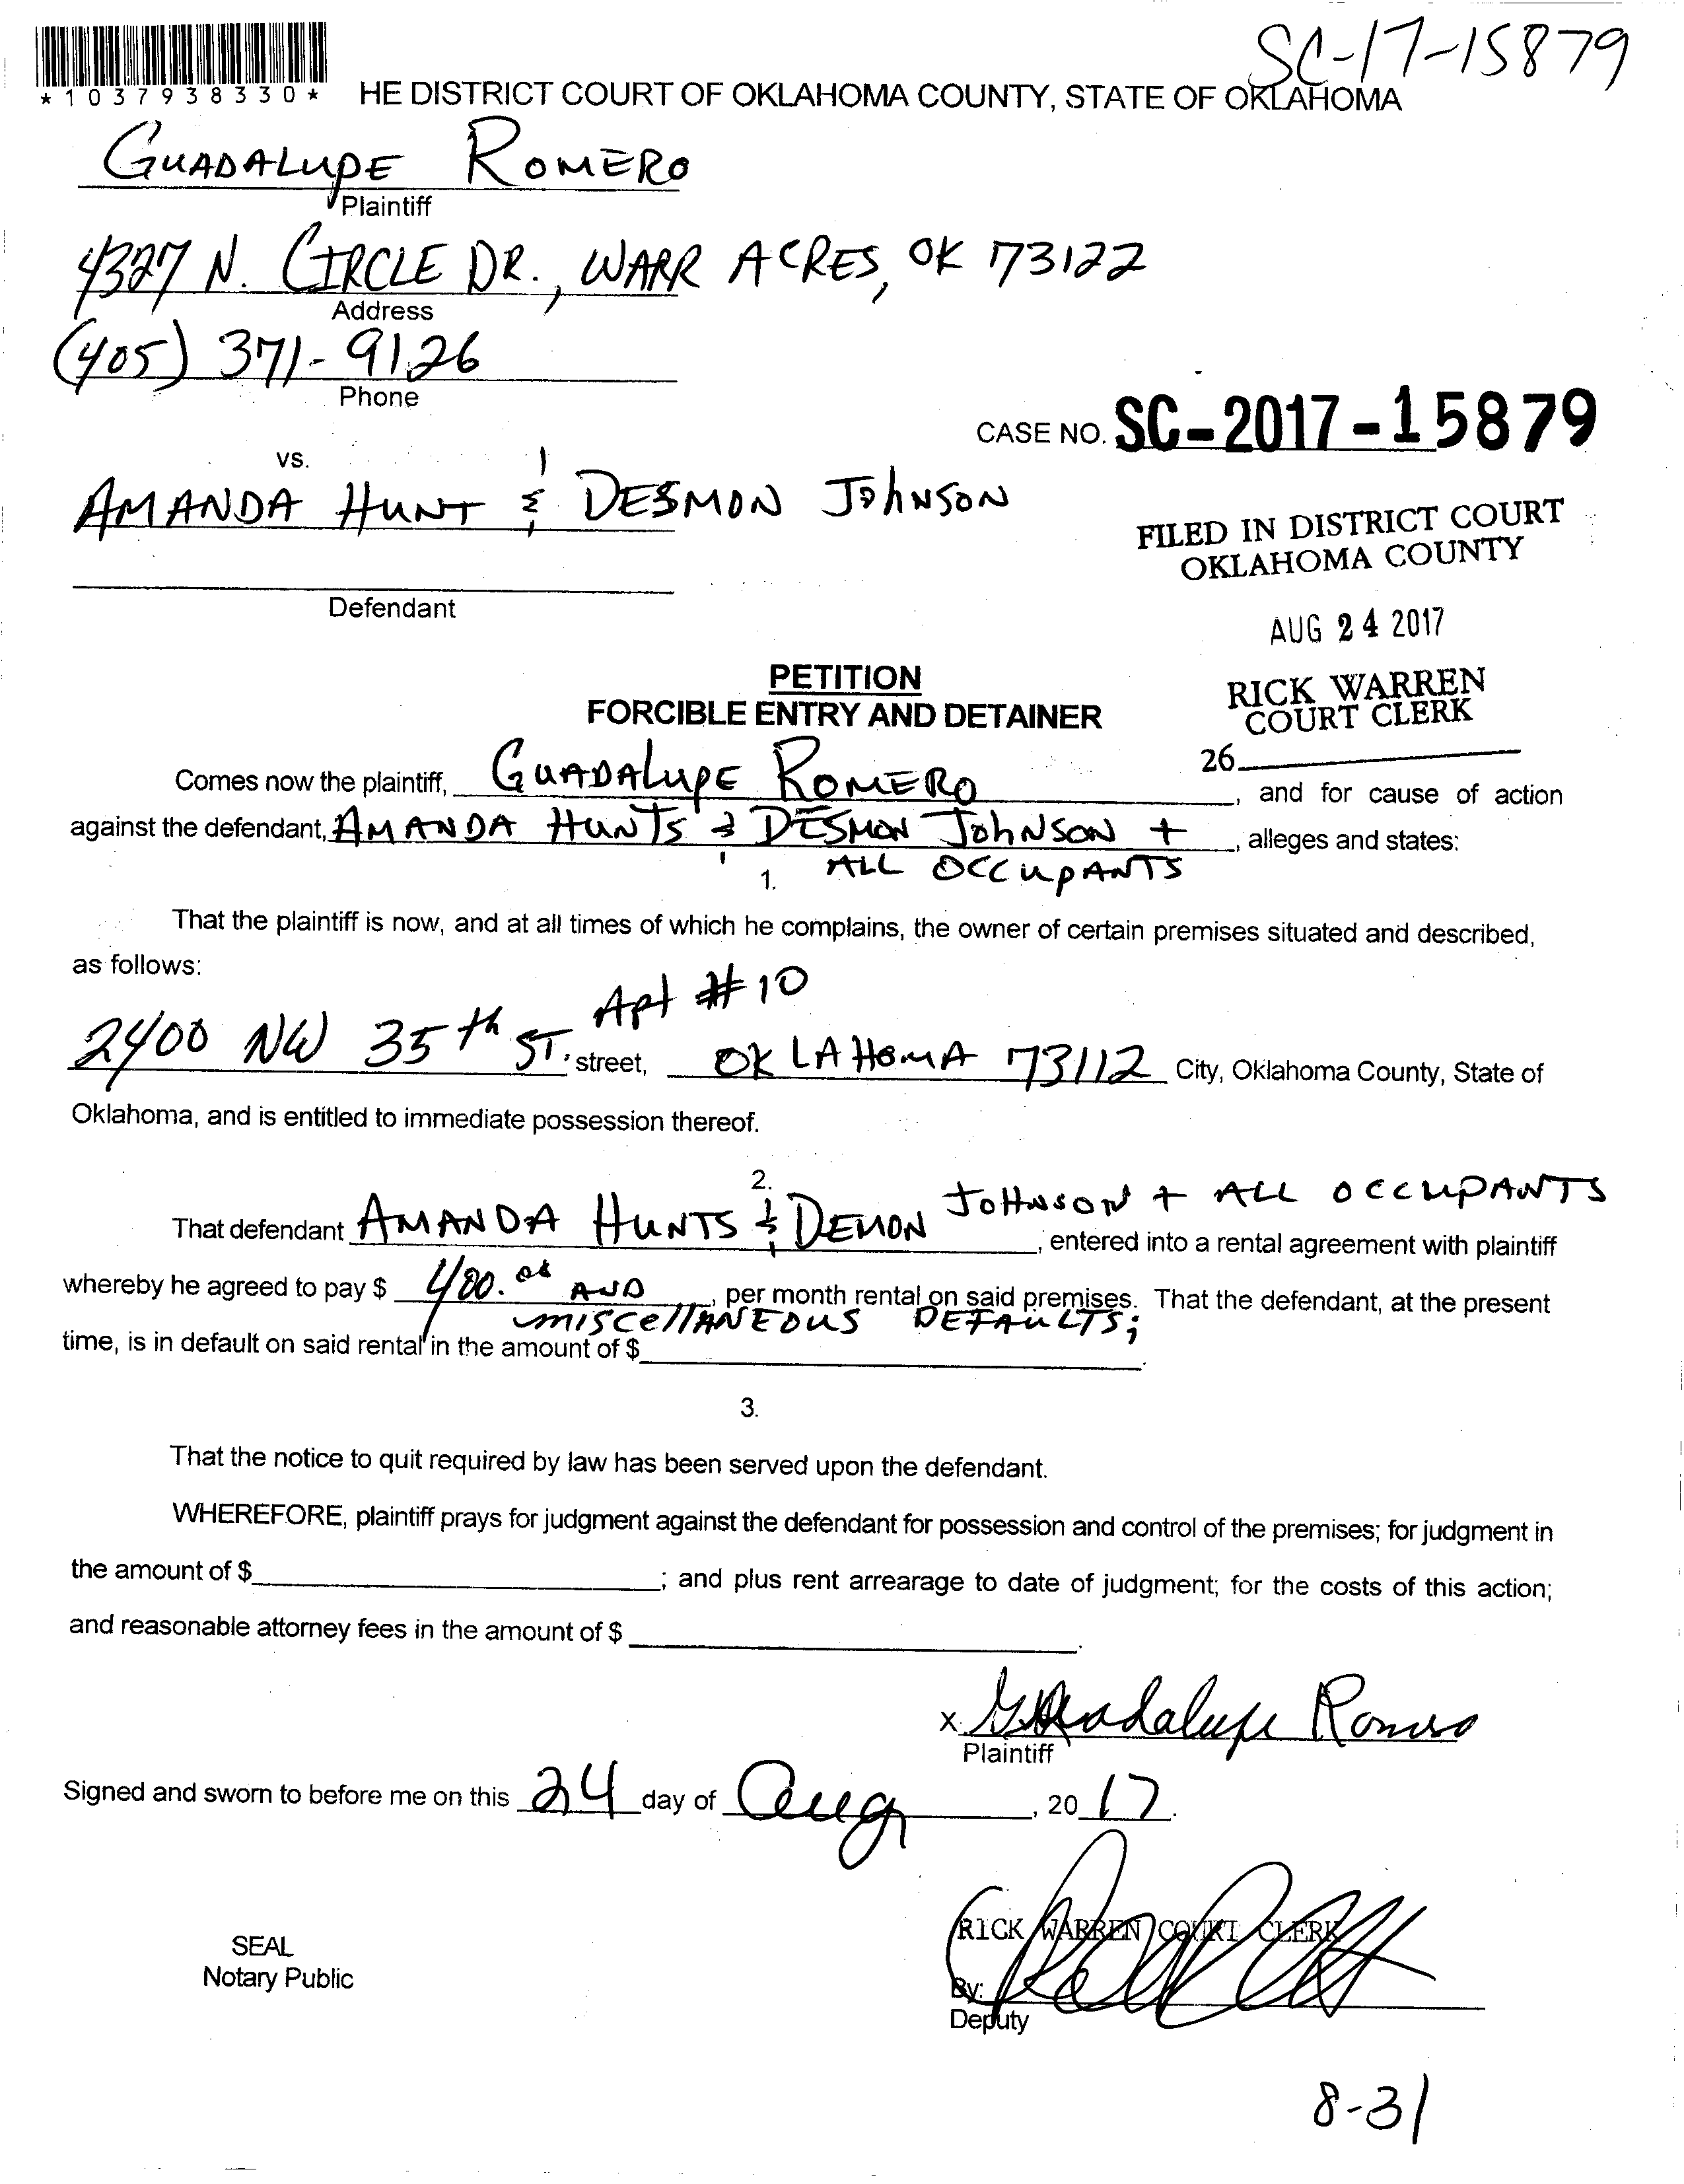 SC-17-15879
*1037938330* HE DISTRICT COURT OF OKLAHOMA COUNTY, STATE OF OKLAHOMA
GUADALUPE ROMERO
Plaintiff
4327 N. CIRCLE DR., WARR ACRES, OK 73122
Address
(405) 371-9126
Phone
CASE NO. SC-2017-15879
vs.
AMANDA HUNT & DESMON JOHNSON
FILED IN DISTRICT COURT
OKLAHOMA COUNTY
Defendant
AUG 24 2017
PETITION
FORCIBLE ENTRY AND DETAINER
RICK WARREN
COURT CLERK
26
Comes now the plaintiff, GUADALUPE ROMERO, and for cause of action
against the defendant, AMANDA HUNTS & DESMON JOHNSON + , alleges and states:
1. ALL OCCUPANTS
That the plaintiff is now, and at all times of which he complains, the owner of certain premises situated and described,
as follows:
Apt #10
2400 NW 35th ST. street, OKLAHOMA 73112 City, Oklahoma County, State of
Oklahoma, and is entitled to immediate possession thereof.
2.
JOHNSON + ALL OCCUPANTS
That defendant AMANDA HUNTS & DEMON , entered into a rental agreement with plaintiff
whereby he agreed to pay $ 400.00 AND , per month rental on said premises. That the defendant, at the present
MISCELLANEOUS DEFAULTS;
time, is in default on said rental in the amount of $ .
3.
That the notice to quit required by law has been served upon the defendant.
WHEREFORE, plaintiff prays for judgment against the defendant for possession and control of the premises; for judgment in
the amount of $ ; and plus rent arrearage to date of judgment; for the costs of this action;
and reasonable attorney fees in the amount of $ .
x Guadalupe Romero
Plaintiff
Signed and sworn to before me on this 24 day of Aug , 20 17.
RICK WARREN COURT CLERK
SEAL
Notary Public
By:
Deputy
8-31